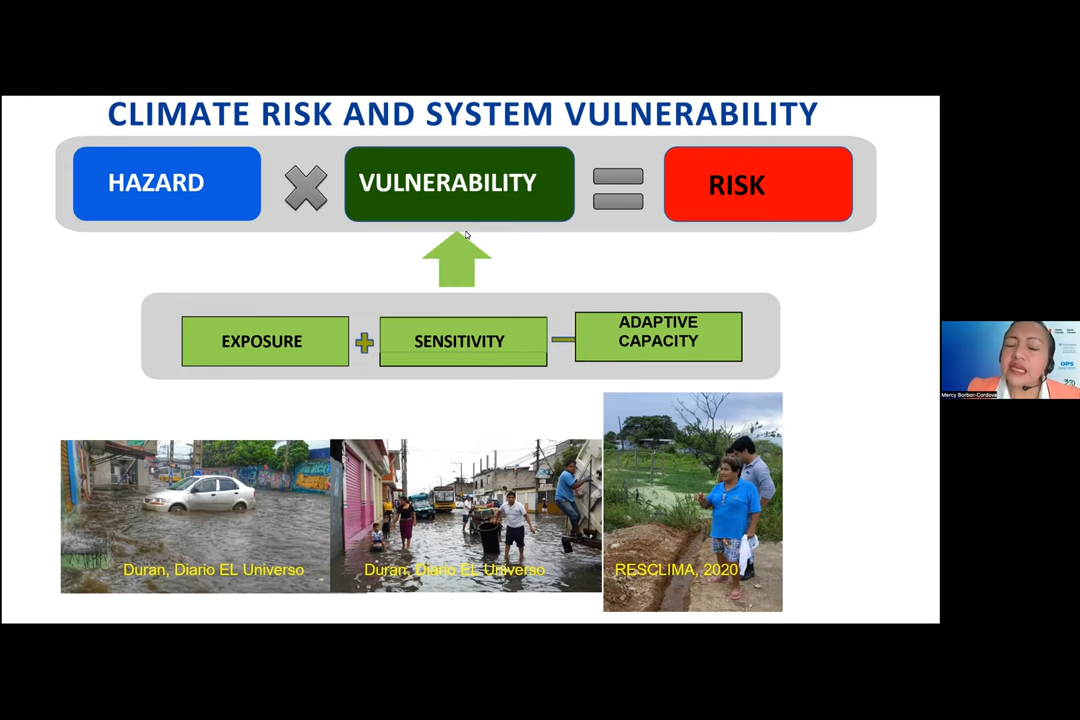 CLIMATE RISK AND SYSTEM VULNERABILITY
HAZARD
VULNERABILITY
RISK
EXPOSURE
SENSITIVITY
ADAPTIVE
CAPACITY
Duran, Diario EL Universo
Duran, Diario EL Universo
RESCLIMA, 2020
OPS
Mercy Borbor-Cordova